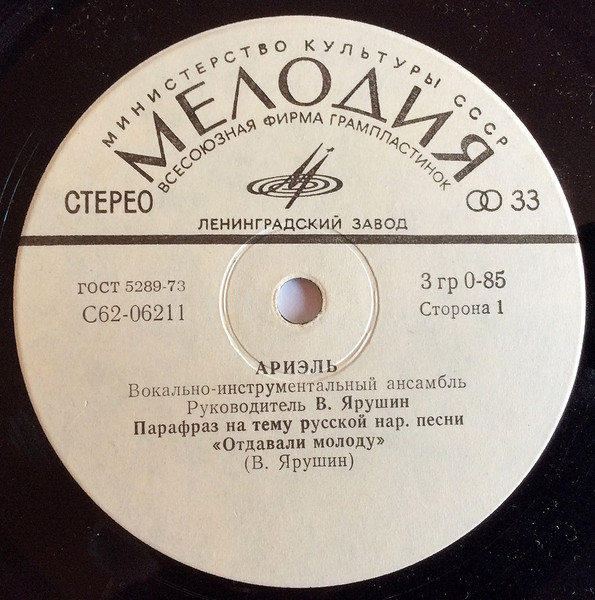 МИНИСТЕРСТВО КУЛЬТУРЫ СССР
МЕЛОДИЯ
ВСЕСОЮЗНАЯ ФИРМА ГРАМПЛАСТИНОК
СТЕРЕО
33
ЛЕНИНГРАДСКИЙ ЗАВОД
ГОСТ 5289-73
3 гр 0-85
С62-06211
Сторона 1
АРИЭЛЬ
Вокально-инструментальный ансамбль
Руководитель В. Ярушин
Парафраз на тему русской нар. песни
«Отдавали молоду»
(В. Ярушин)